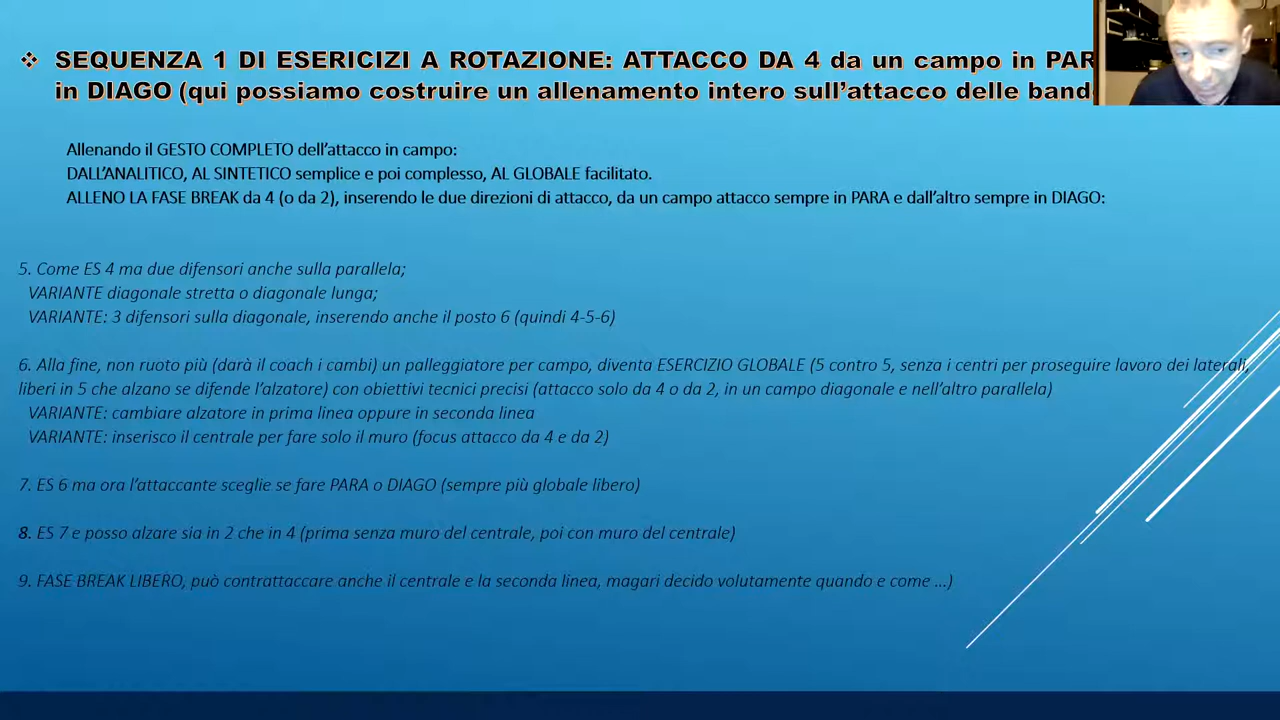 ❖ SEQUENZA 1 DI ESERICIZI A ROTAZIONE: ATTACCO DA 4 da un campo in
in DIAGO (qui possiamo costruire un allenamento intero sull'attacco delle
Allenando il GESTO COMPLETO dell'attacco in campo:
DALL'ANALITICO, AL SINTETICO semplice e poi complesso, AL GLOBALE facilitato.
ALLENO LA FASE BREAK da 4 (o da 2), inserendo le due direzioni di attacco, da un campo attacco sempre in PARA e dall'altro sempre in DIAGO:
5. Come ES 4 ma due difensori anche sulla parallela;
VARIANTE diagonale stretta o diagonale lunga;
VARIANTE: 3 difensori sulla diagonale, inserendo anche il posto 6 (quindi 4-5-6)
6. Alla fine, non ruoto più (darà il coach i cambi) un palleggiatore per campo, diventa ESERCIZIO GLOBALE (5 contro 5, senza i centri per proseguire lavoro dei laterali,
liberi in 5 che alzano se difende l'alzatore) con obiettivi tecnici precisi (attacco solo da 4 o da 2, in un campo diagonale e nell'altro parallela)
VARIANTE: cambiare alzatore in prima linea oppure in seconda linea
VARIANTE: inserisco il centrale per fare solo il muro (focus attacco da 4 e da 2)
7. ES 6 ma ora l'attaccante sceglie se fare PARA o DIAGO (sempre più globale libero)
8. ES 7 e posso alzare sia in 2 che in 4 (prima senza muro del centrale, poi con muro del centrale)
9. FASE BREAK LIBERO, può contrattaccare anche il centrale e la seconda linea, magari decido volutamente quando e come ...)